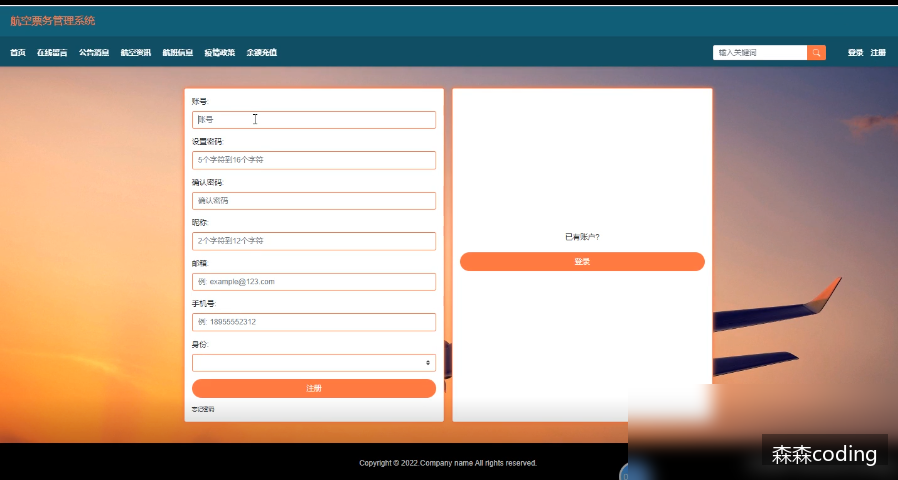 航空票务管理系统
首页 在线留言 公告消息 航空资讯 航班信息 疫情政策 余额充值 输入关键词 登录 注册
账号:
账号
设置密码:
5个字符到16个字符
确认密码:
确认密码
昵称:
2个字符到12个字符
邮箱:
例: example@123.com
手机号:
例: 18955552312
身份:
注册
忘记密码
已有账户?
登录
Copyright © 2022.Company name All rights reserved.
森森coding